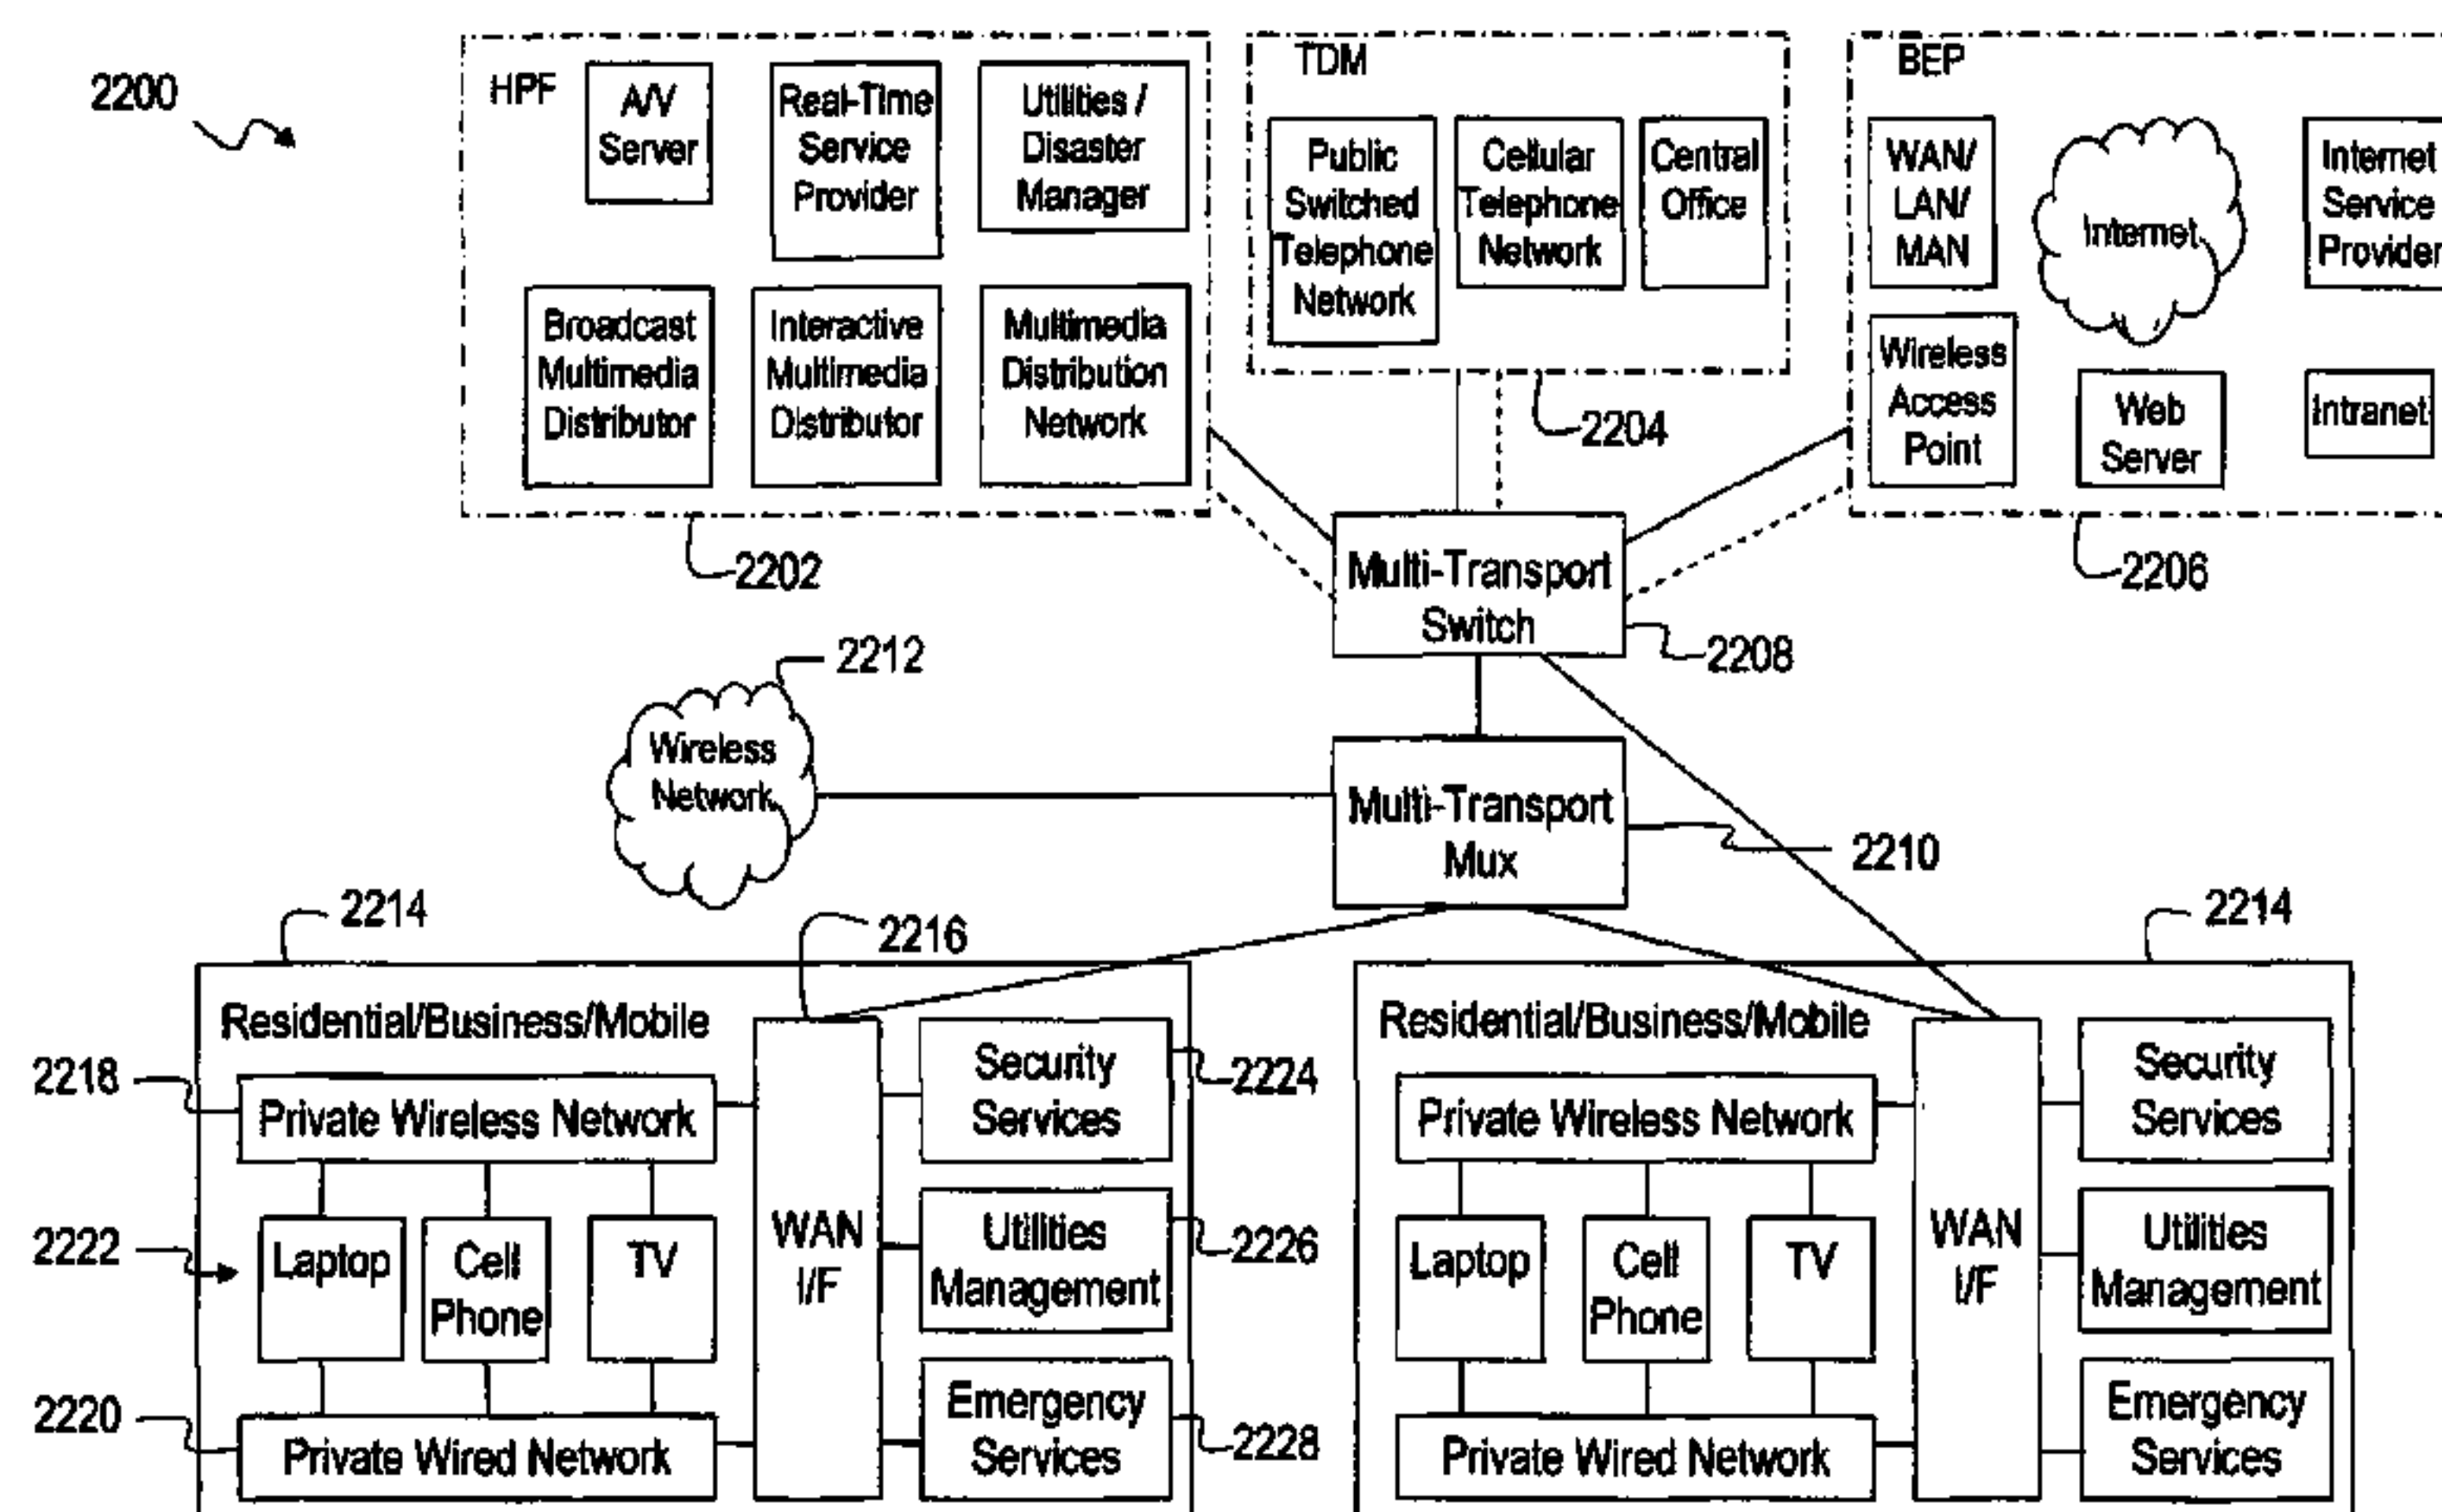 2200
HPF
A/V
Server
Real-Time
Service
Provider
Utilities /
Disaster
Manager
Broadcast
Multimedia
Distributor
Interactive
Multimedia
Distributor
Multimedia
Distribution
Network
2202
TDM
Public
Switched
Telephone
Network
Cellular
Telephone
Network
Central
Office
2204
BEP
WAN/
LAN/
MAN
Internet
Internet
Service
Provider
Wireless
Access
Point
Web
Server
Intranet
2206
Multi-Transport
Switch
2208
2212
Wireless
Network
Multi-Transport
Mux
2210
2214
2216
Residential/Business/Mobile
2218
Private Wireless Network
2222
Laptop
Cell
Phone
TV
2220
Private Wired Network
WAN
I/F
Security
Services
2224
Utilities
Management
2226
Emergency
Services
2228
2214
Residential/Business/Mobile
Private Wireless Network
Laptop
Cell
Phone
TV
Private Wired Network
WAN
I/F
Security
Services
Utilities
Management
Emergency
Services